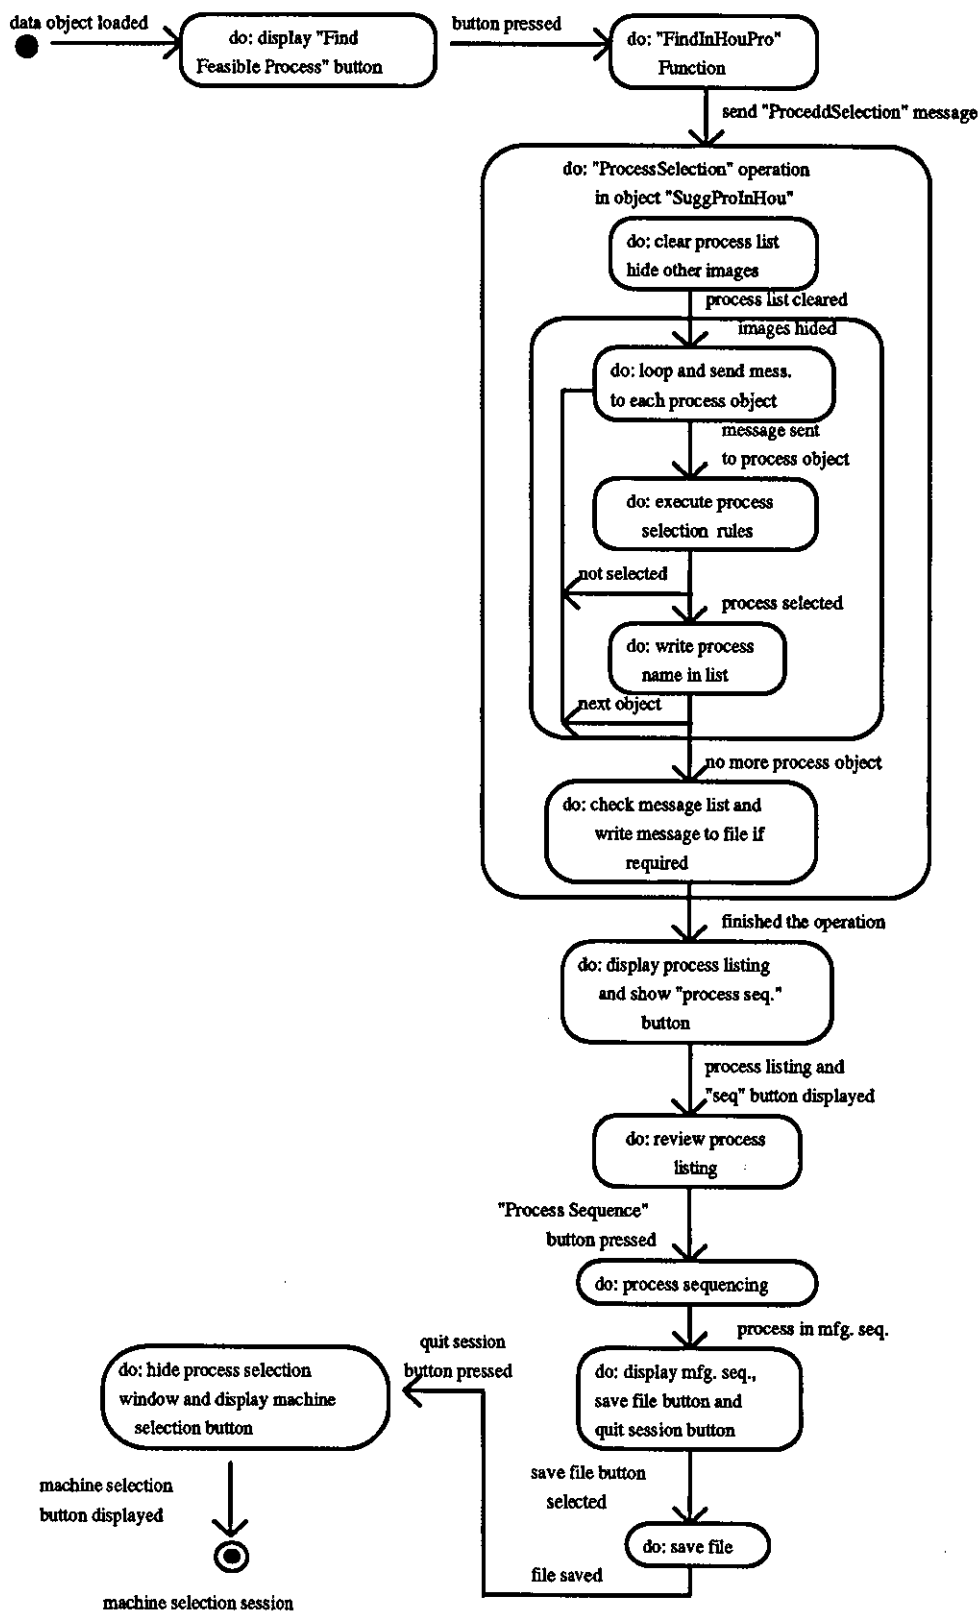 data object loaded
do: display "Find
Feasible Process" button
button pressed
do: "FindInHouPro"
Function
send "ProceddSelection" message
do: "ProcessSelection" operation
in object "SuggProInHou"
do: clear process list
hide other images
process list cleared
images hided
do: loop and send mess.
to each process object
message sent
to process object
do: execute process
selection rules
not selected
process selected
do: write process
name in list
next object
no more process object
do: check message list and
write message to file if
required
finished the operation
do: display process listing
and show "process seq."
button
process listing and
"seq" button displayed
do: review process
listing
"Process Sequence"
button pressed
do: process sequencing
process in mfg. seq.
do: display mfg. seq.,
save file button and
quit session button
save file button
selected
do: save file
file saved
quit session
button pressed
do: hide process selection
window and display machine
selection button
machine selection
button displayed
machine selection session